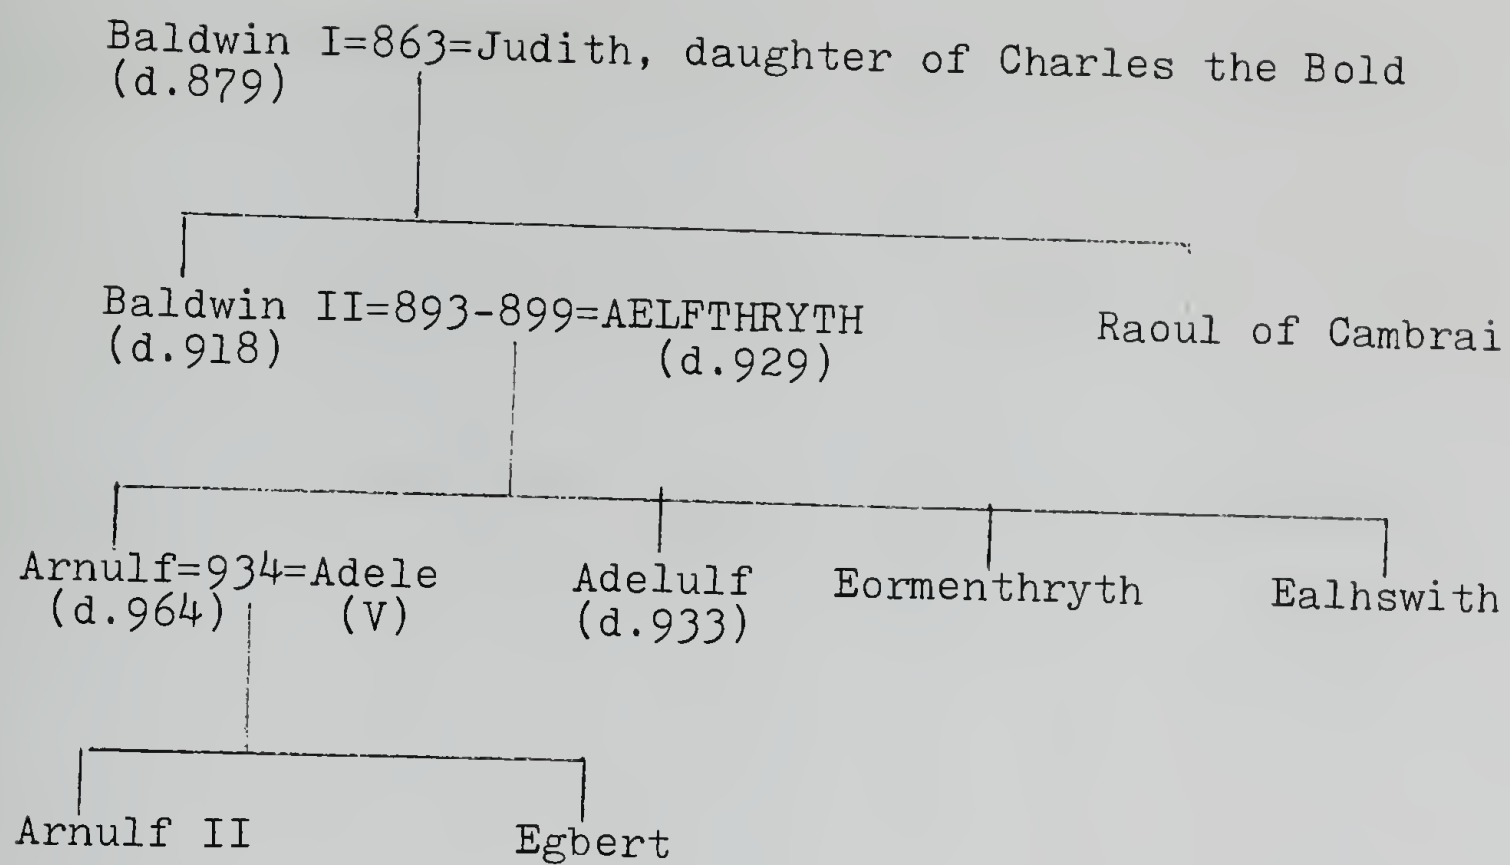 Baldwin I=863=Judith, daughter of Charles the Bold
(d.879)
Baldwin II=893-899=AELFTHRYTH
(d.918) (d.929)
Raoul of Cambrai
Arnulf=934=Adele
(d.964) (V)
Adelulf
(d.933)
Eormenthryth
Ealhswith
Arnulf II
Egbert